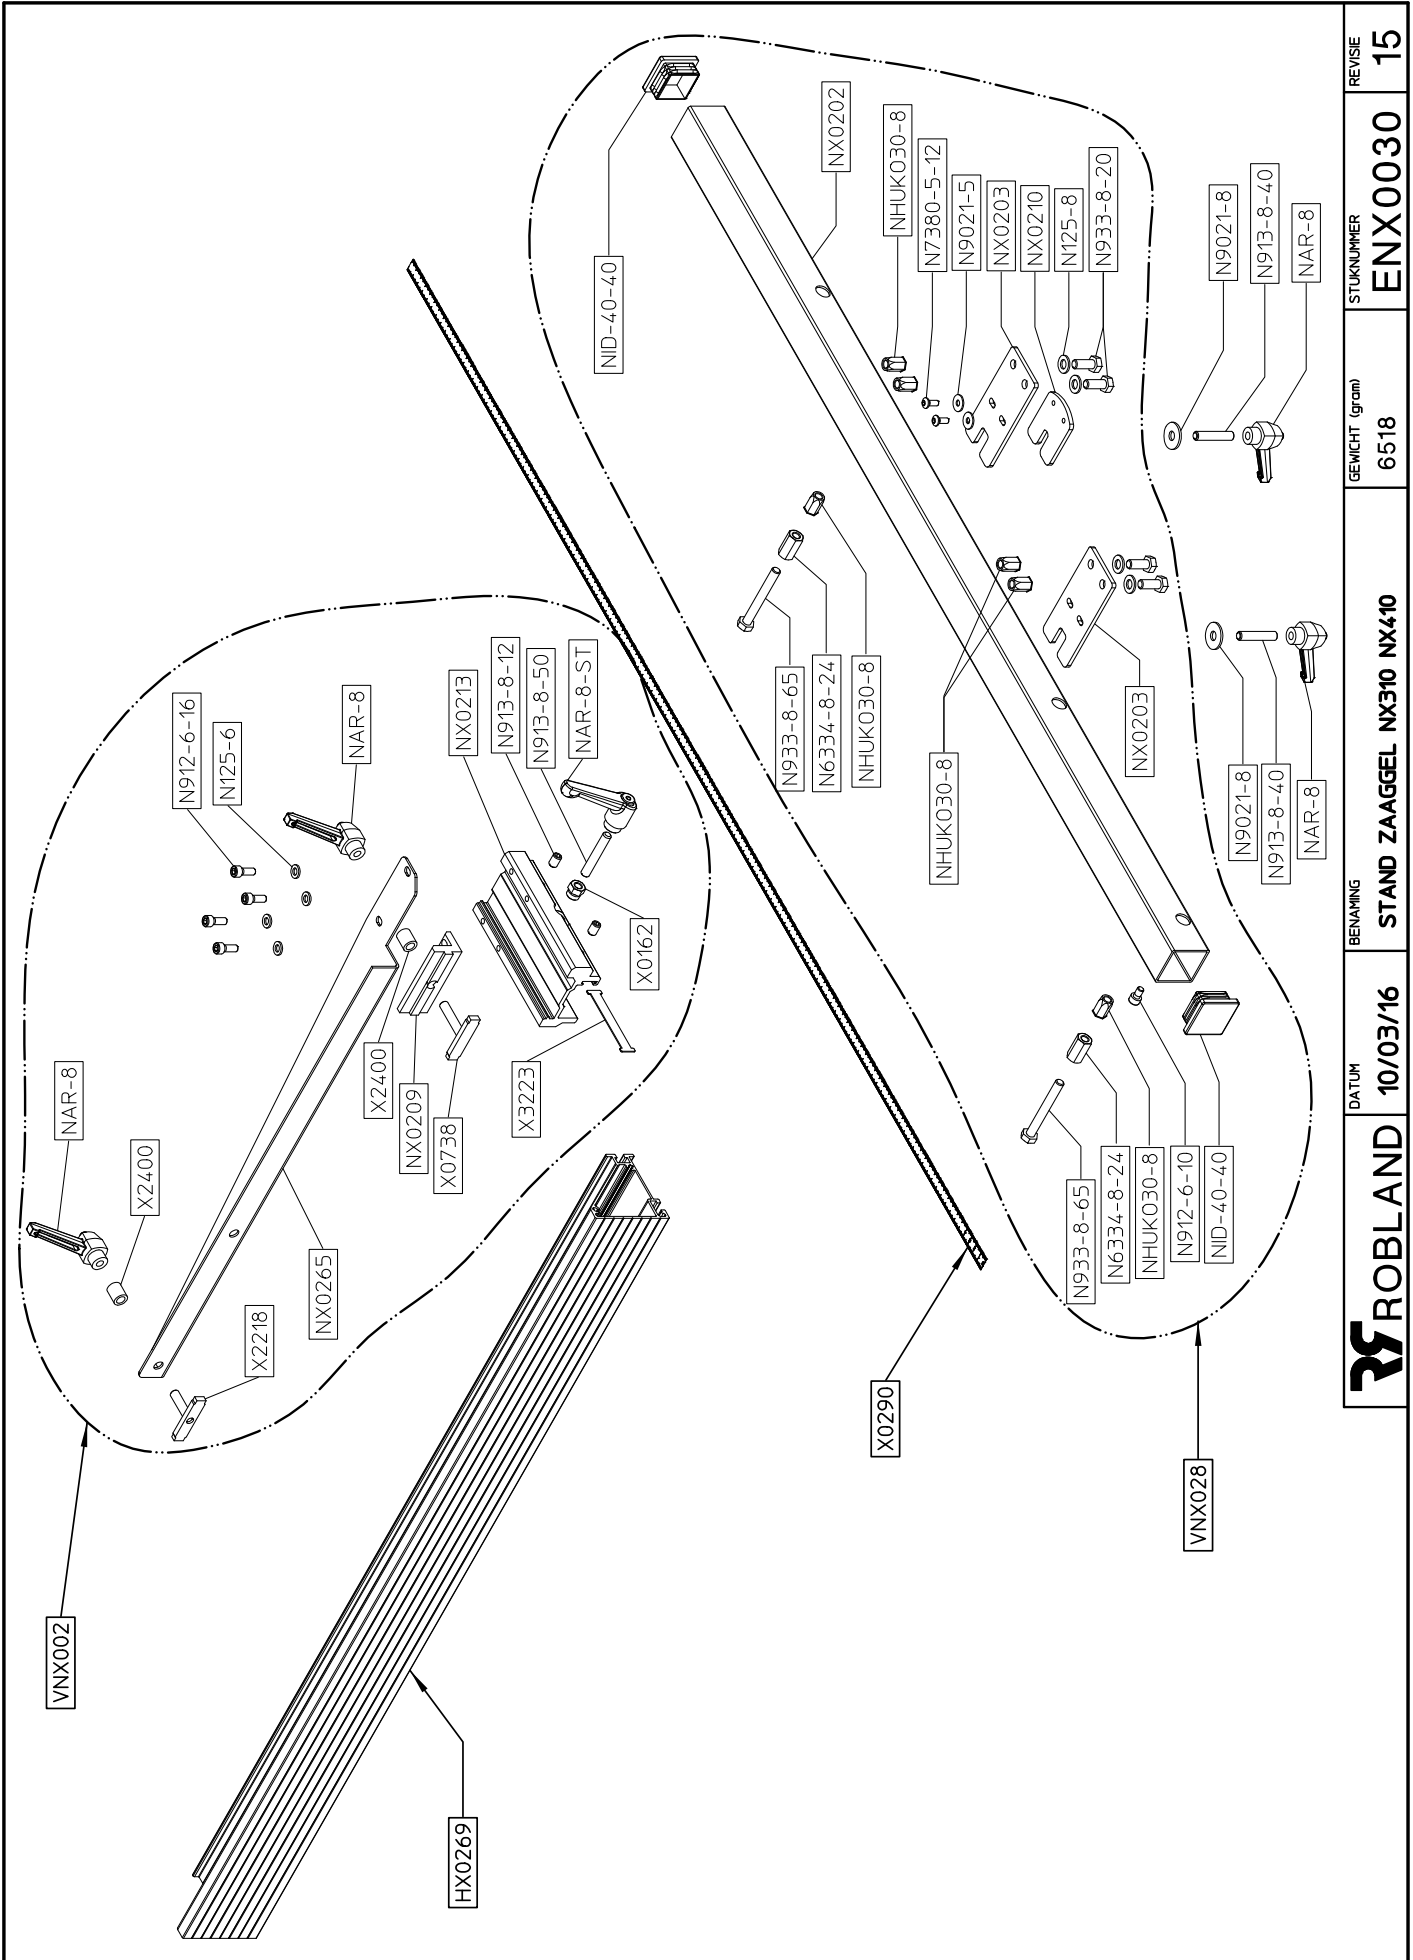 VNX002
HX0269
NAR-8
X2400
X2218
NX0265
N912-6-16
N125-6
NAR-8
X2400
NX0209
X0738
X3223
NX0213
N913-8-12
N913-8-50
NAR-8-ST
X0162
X0290
VNX028
NID-40-40
NX0202
NHUK030-8
N7380-5-12
N9021-5
NX0203
NX0210
N125-8
N933-8-20
N933-8-65
N6334-8-24
NHUK030-8
NHUK030-8
NX0203
N9021-8
N913-8-40
NAR-8
N9021-8
N913-8-40
NAR-8
N933-8-65
N6334-8-24
NHUK030-8
N912-6-10
NID-40-40
ROBLAND
DATUM
10/03/16
BENAMING
STAND ZAAGGEL NX310 NX410
GEWICHT (gram)
6518
STUKNUMMER
ENX0030
REVISIE
15